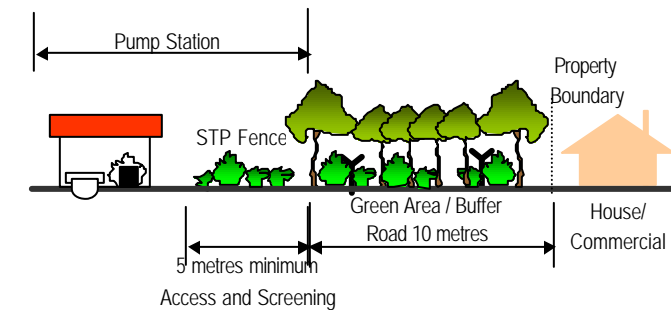 Pump Station
Property
Boundary
STP Fence
Green Area / Buffer
Road 10 metres
House/
Commercial
5 metres minimum
Access and Screening